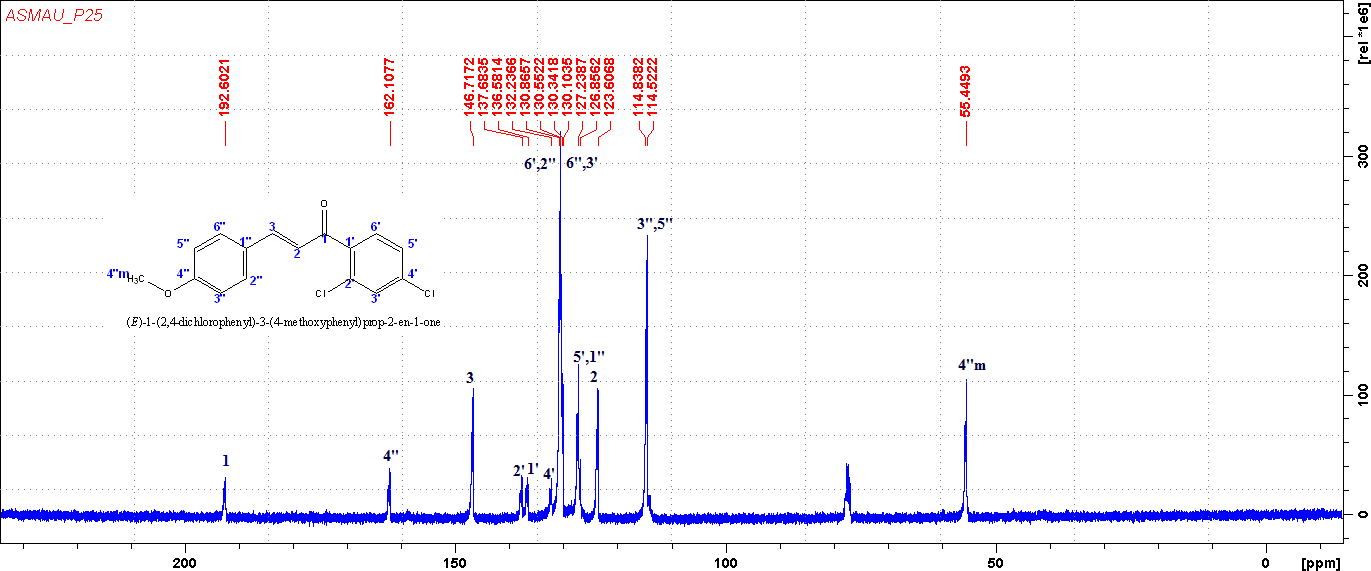 ASMAU_P25
[rel *1e6]
192.6021
162.1077
146.7172
137.6835
136.5814
132.2366
130.8657
130.5522
130.3418
130.1035
127.2387
126.8562
123.6068
114.8382
114.5222
55.4493
300
200
100
0
6',2'' 6'',3'
3'',5''
O
6'' 3 6'
5'' 1'' 1 1' 5'
2
4''m H₃C 4'' 2'' 2' 4'
O 3'' Cl 3' Cl
(E)-1-(2,4-dichlorophenyl)-3-(4-methoxyphenyl)prop-2-en-1-one
5',1''
3 2 4''m
1 4'' 2' 1' 4'
200 150 100 50 0 [ppm]